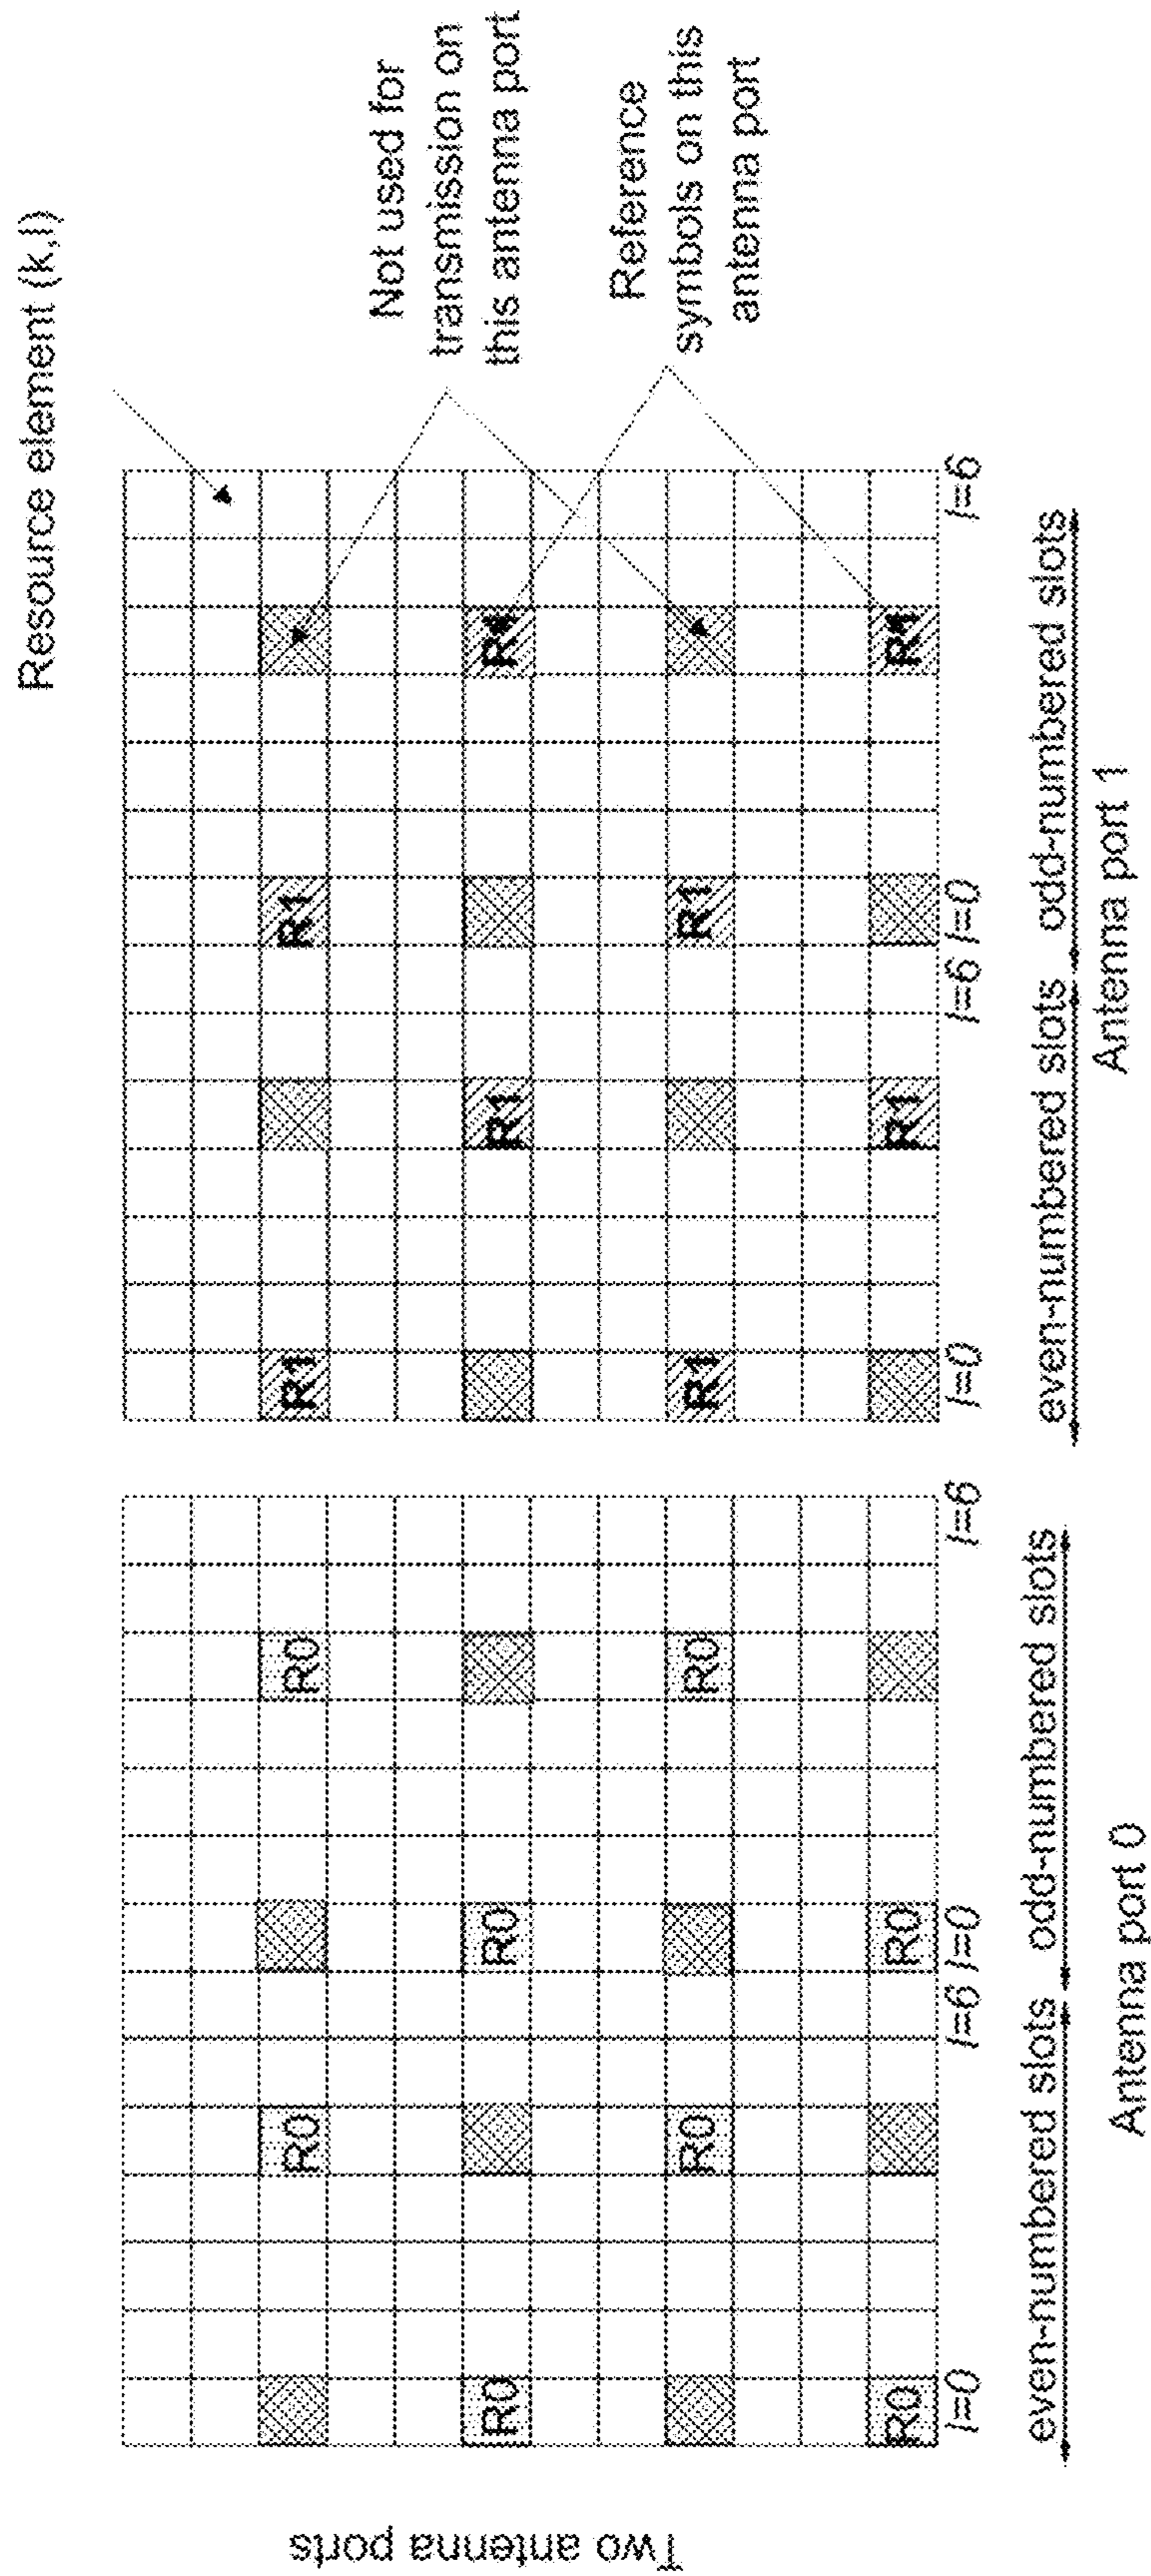 Resource element (k,l)
Two antenna ports
R0 R0 R1 R1
Not used for
transmission on
this antenna port
R0 R0 R1 R1
Reference
symbols on this
antenna port
R0 R0 R1 R1
R0 R0 R1 R1
l=0 l=6 l=0 l=6 l=0 l=6 l=0 l=6
even-numbered slots odd-numbered slots even-numbered slots odd-numbered slots
Antenna port 0 Antenna port 1